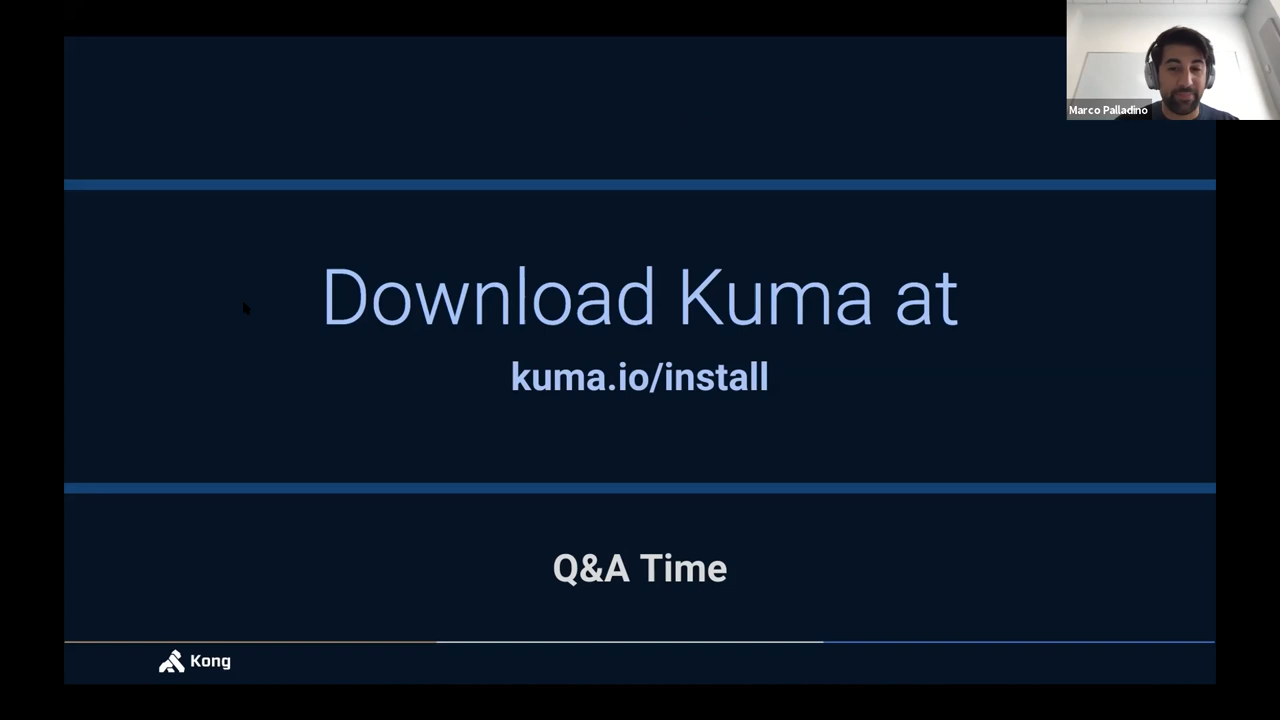 Marco Palladino
Download Kuma at
kuma.io/install
Q&A Time
Kong